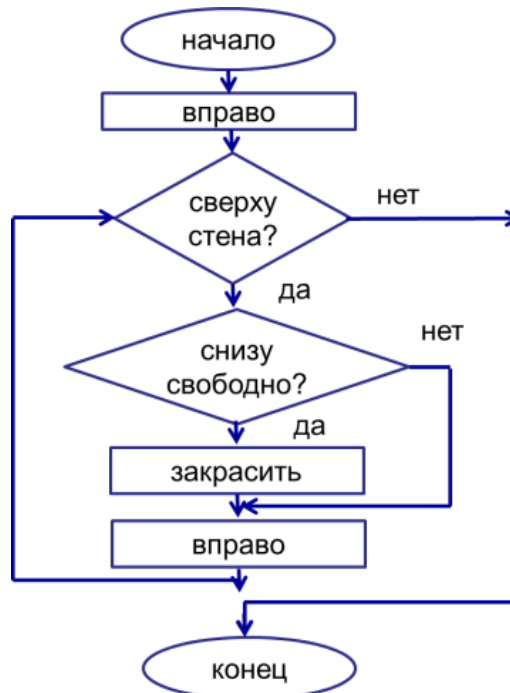 начало
вправо
сверху
стена?
нет
да
снизу
свободно?
нет
да
закрасить
вправо
конец